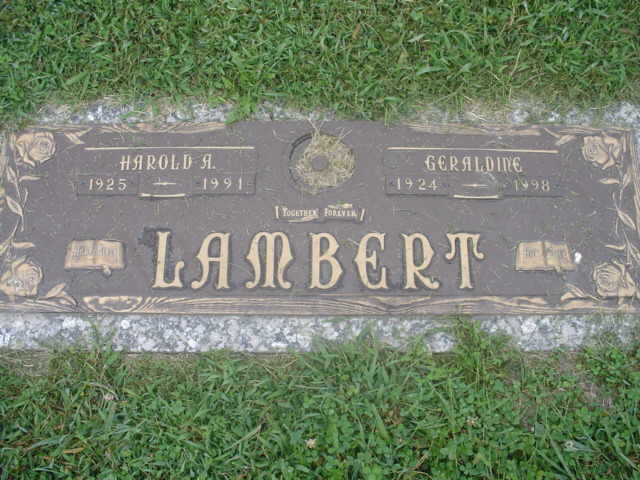 HAROLD A.
1925 1991
GERALDINE
1924 1998
TOGETHER FOREVER
LAMBERT